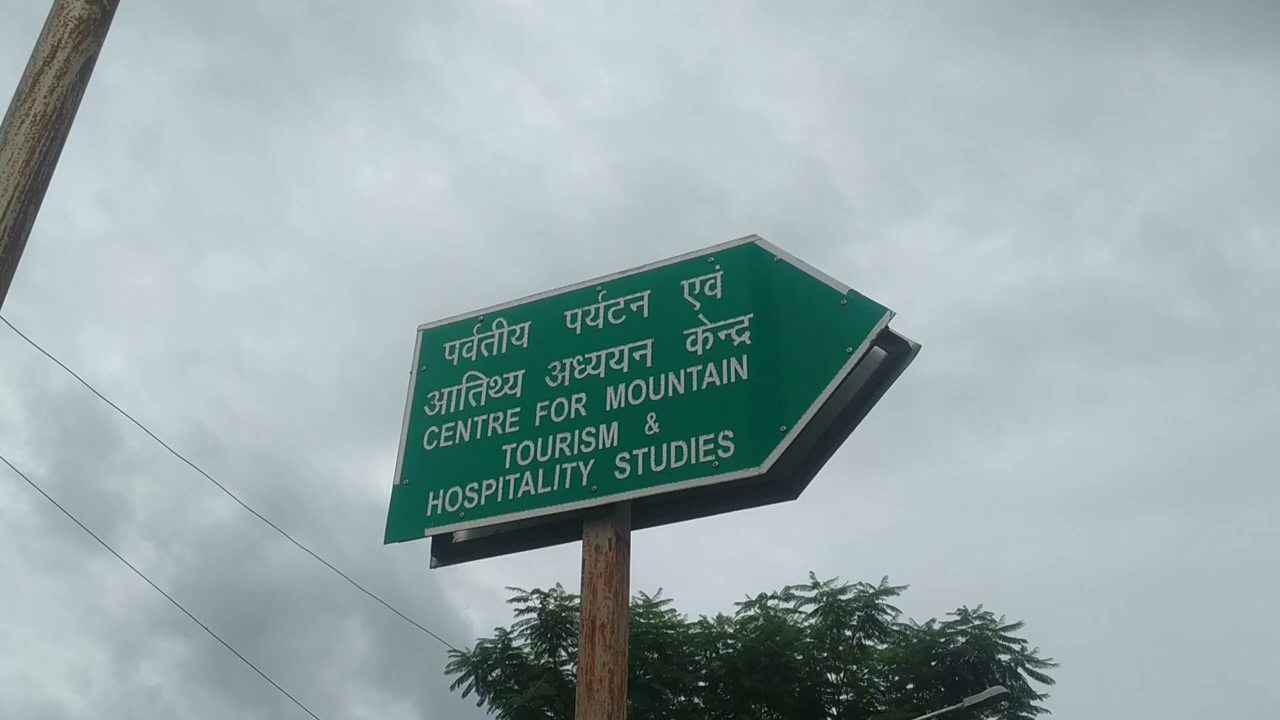 पर्वतीय पर्यटन एवं
आतिथ्य अध्ययन केन्द्र
CENTRE FOR MOUNTAIN
TOURISM &
HOSPITALITY STUDIES